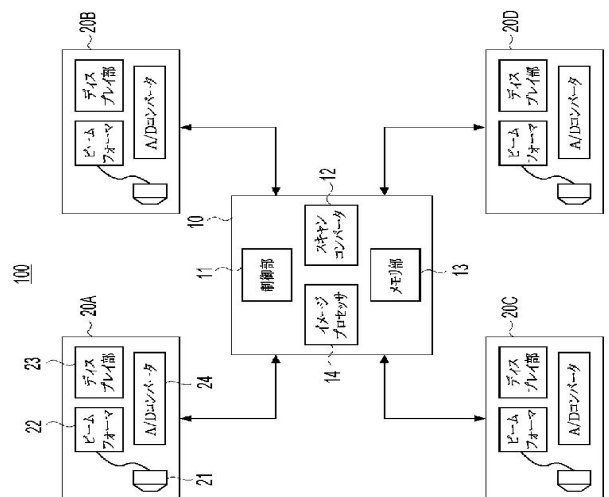 100
20A
23
ディス
プレイ部
22
ビーム
フォーマ
A/Dコンバータ
24
21
20B
ディス
プレイ部
ビーム
フォーマ
A/Dコンバータ
10
11
制御部
12
スキャン
コンバータ
イメージ
プロセッサ
14
メモリ部
13
20C
ディス
プレイ部
ビーム
フォーマ
A/Dコンバータ
20D
ディス
プレイ部
ビーム
フォーマ
A/Dコンバータ